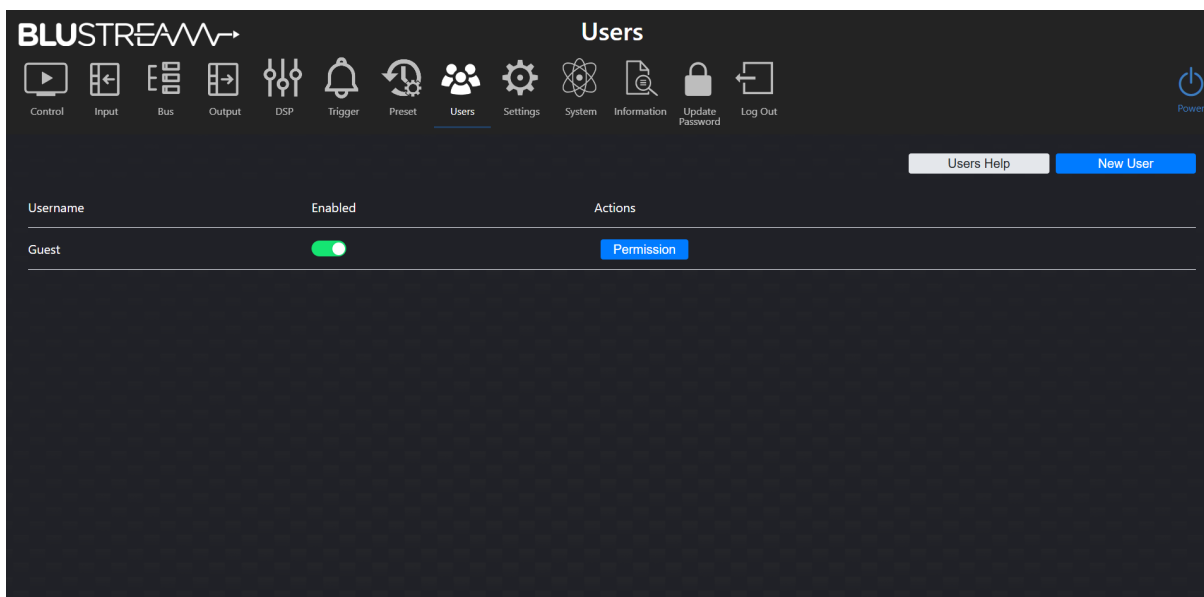 BLUSTREAM
Users
Control Input Bus Output DSP Trigger Preset Users Settings System Information Update Password Log Out
Power
Users Help New User
Username Enabled Actions
Guest Permission